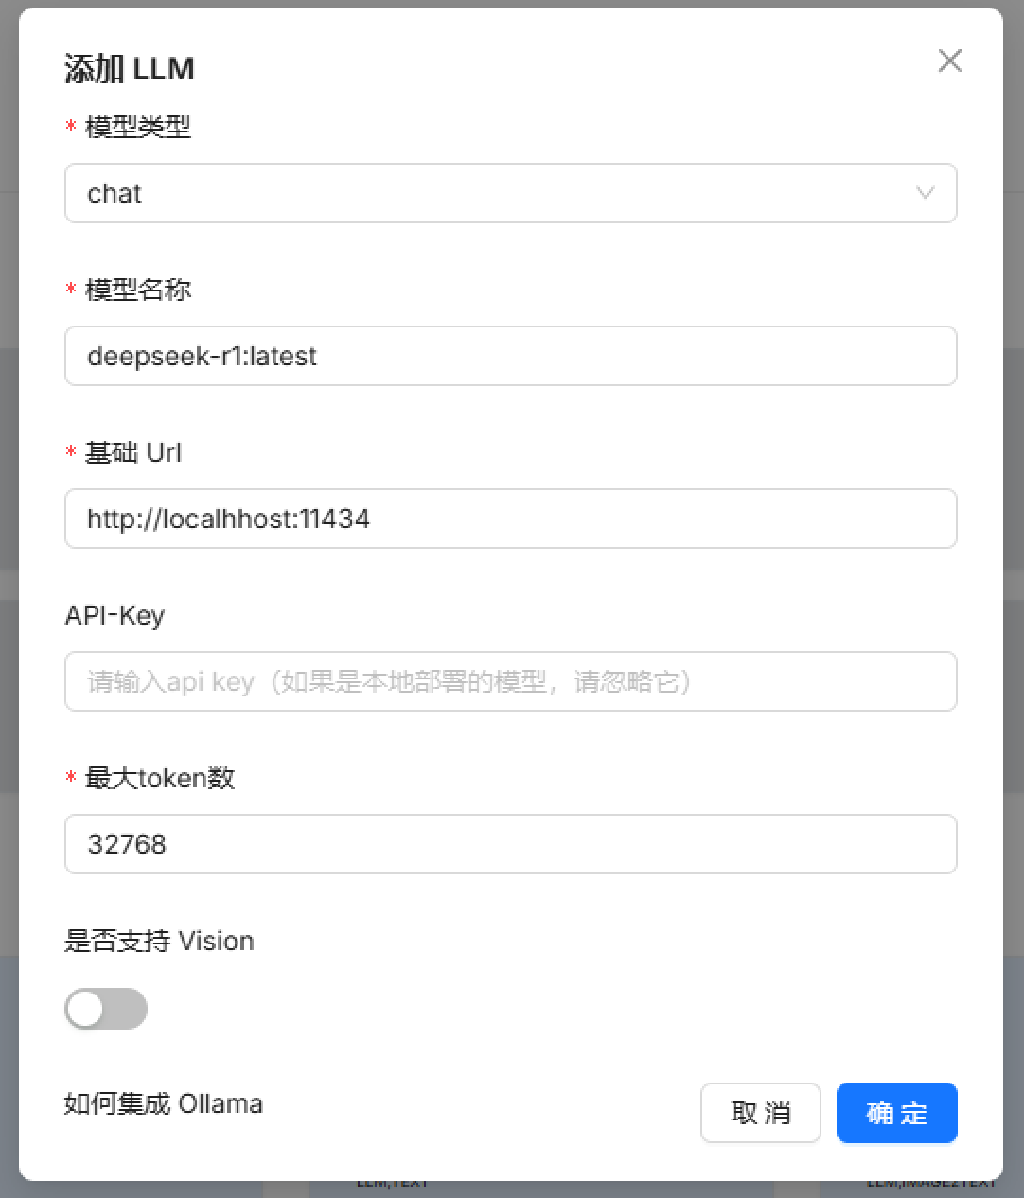 添加 LLM
* 模型类型
chat
* 模型名称
deepseek-r1:latest
* 基础 Url
http://localhhost:11434
API-Key
请输入api key（如果是本地部署的模型，请忽略它）
* 最大token数
32768
是否支持 Vision
如何集成 Ollama
取 消
确 定
LLM,TEXT
LLM,IMAGE2TEXT